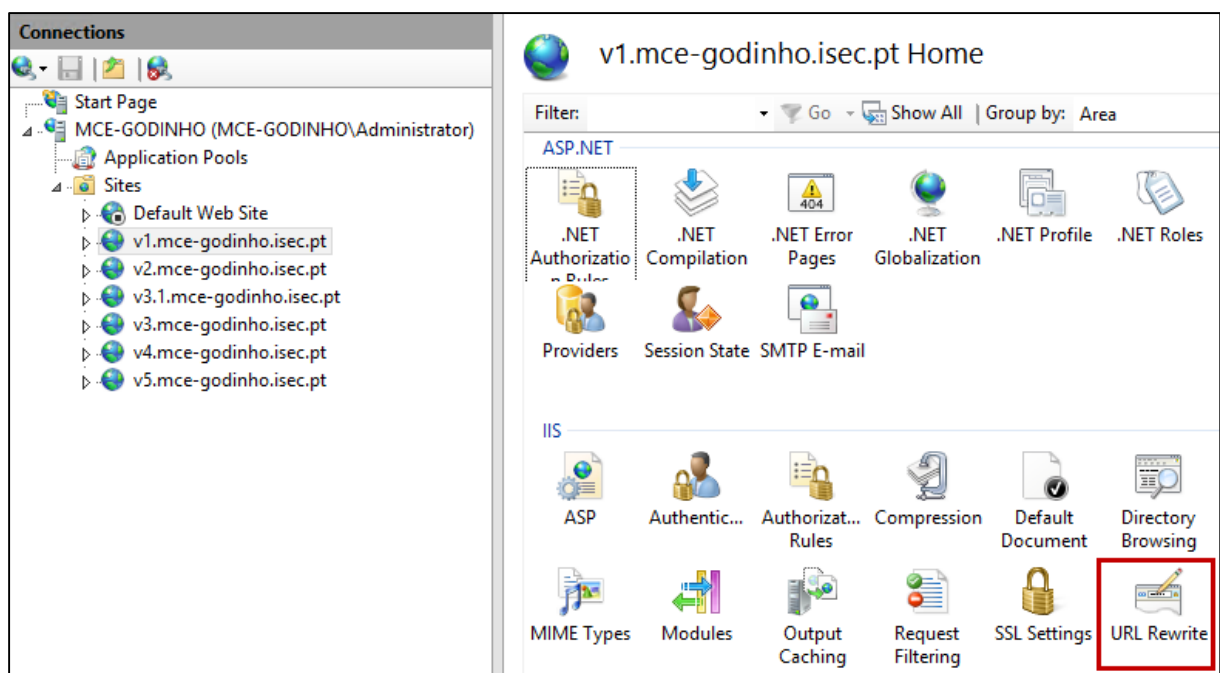 Connections
Start Page
MCE-GODINHO (MCE-GODINHO\Administrator)
Application Pools
Sites
Default Web Site
v1.mce-godinho.isec.pt
v2.mce-godinho.isec.pt
v3.1.mce-godinho.isec.pt
v3.mce-godinho.isec.pt
v4.mce-godinho.isec.pt
v5.mce-godinho.isec.pt
v1.mce-godinho.isec.pt Home
Filter: Go Show All Group by: Area
ASP.NET
404
.NET .NET .NET Error .NET .NET Profile .NET Roles
Authorizatio Compilation Pages Globalization
n Rules
Providers Session State SMTP E-mail
IIS
ASP Authentic... Authorizat... Compression Default Directory
Rules Document Browsing
MIME Types Modules Output Request SSL Settings URL Rewrite
Caching Filtering